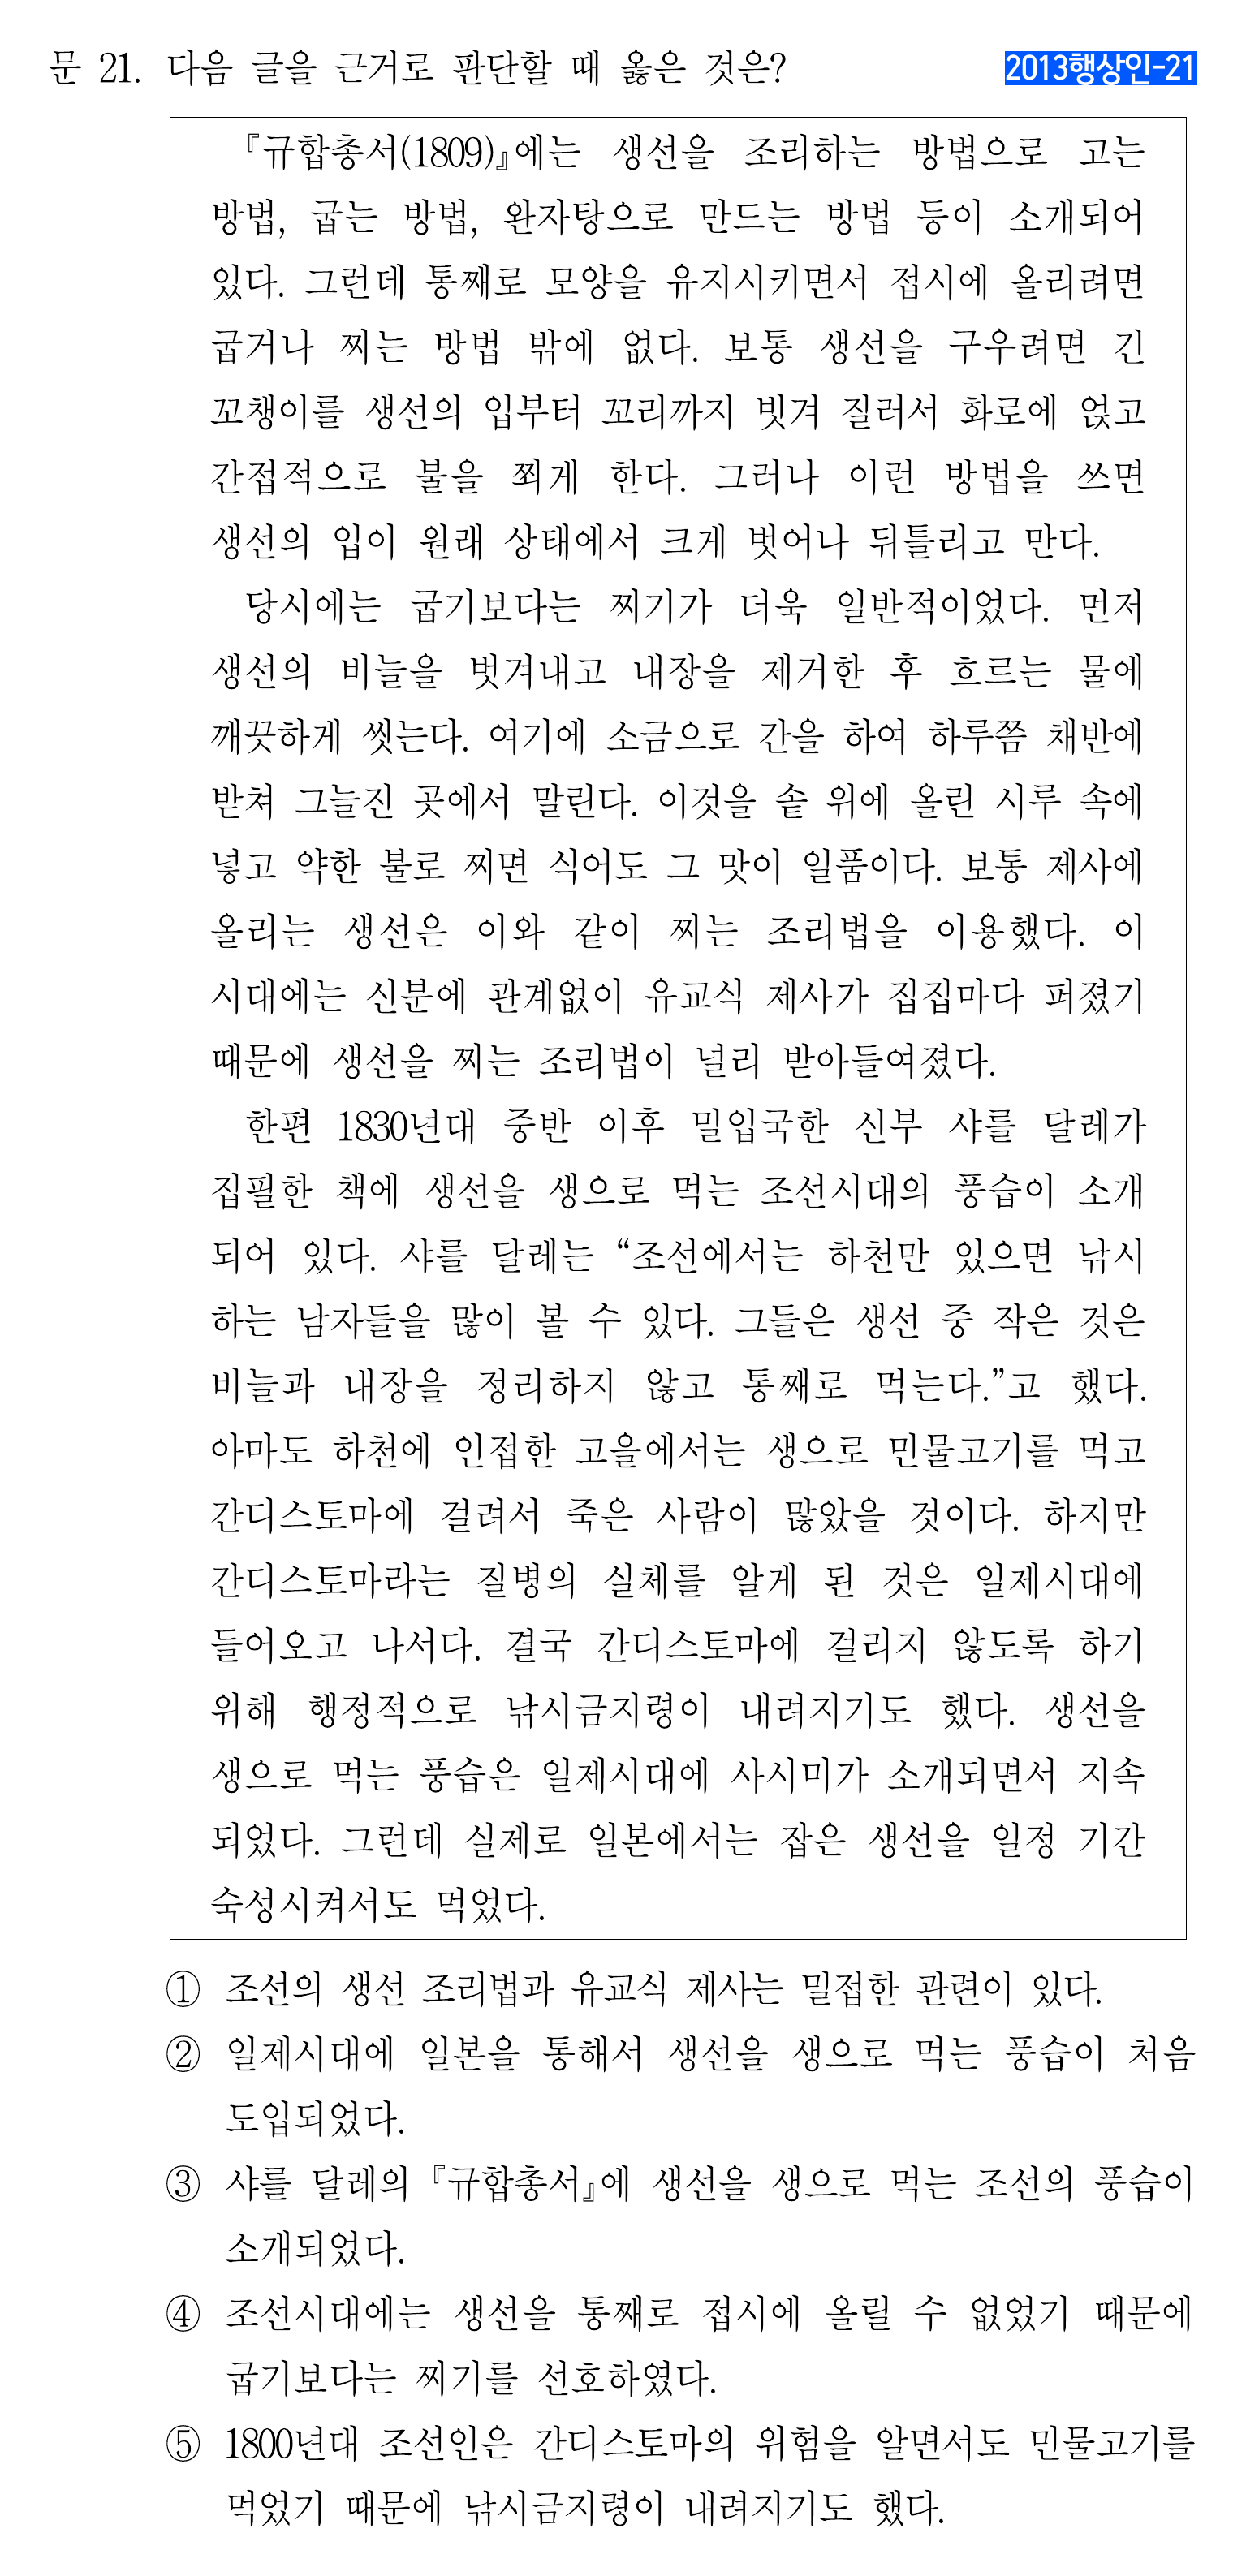 문 21. 다음 글을 근거로 판단할 때 옳은 것은?
2013행상인-21
『규합총서(1809)』에는 생선을 조리하는 방법으로 고는
방법, 굽는 방법, 완자탕으로 만드는 방법 등이 소개되어
있다. 그런데 통째로 모양을 유지시키면서 접시에 올리려면
굽거나 찌는 방법 밖에 없다. 보통 생선을 구우려면 긴
꼬챙이를 생선의 입부터 꼬리까지 빗겨 질러서 화로에 얹고
간접적으로 불을 쬐게 한다. 그러나 이런 방법을 쓰면
생선의 입이 원래 상태에서 크게 벗어나 뒤틀리고 만다.
당시에는 굽기보다는 찌기가 더욱 일반적이었다. 먼저
생선의 비늘을 벗겨내고 내장을 제거한 후 흐르는 물에
깨끗하게 씻는다. 여기에 소금으로 간을 하여 하루쯤 채반에
받쳐 그늘진 곳에서 말린다. 이것을 솥 위에 올린 시루 속에
넣고 약한 불로 찌면 식어도 그 맛이 일품이다. 보통 제사에
올리는 생선은 이와 같이 찌는 조리법을 이용했다. 이
시대에는 신분에 관계없이 유교식 제사가 집집마다 퍼졌기
때문에 생선을 찌는 조리법이 널리 받아들여졌다.
한편 1830년대 중반 이후 밀입국한 신부 샤를 달레가
집필한 책에 생선을 생으로 먹는 조선시대의 풍습이 소개
되어 있다. 샤를 달레는 “조선에서는 하천만 있으면 낚시
하는 남자들을 많이 볼 수 있다. 그들은 생선 중 작은 것은
비늘과 내장을 정리하지 않고 통째로 먹는다.”고 했다.
아마도 하천에 인접한 고을에서는 생으로 민물고기를 먹고
간디스토마에 걸려서 죽은 사람이 많았을 것이다. 하지만
간디스토마라는 질병의 실체를 알게 된 것은 일제시대에
들어오고 나서다. 결국 간디스토마에 걸리지 않도록 하기
위해 행정적으로 낚시금지령이 내려지기도 했다. 생선을
생으로 먹는 풍습은 일제시대에 사시미가 소개되면서 지속
되었다. 그런데 실제로 일본에서는 잡은 생선을 일정 기간
숙성시켜서도 먹었다.
① 조선의 생선 조리법과 유교식 제사는 밀접한 관련이 있다.
② 일제시대에 일본을 통해서 생선을 생으로 먹는 풍습이 처음
도입되었다.
③ 샤를 달레의 『규합총서』에 생선을 생으로 먹는 조선의 풍습이
소개되었다.
④ 조선시대에는 생선을 통째로 접시에 올릴 수 없었기 때문에
굽기보다는 찌기를 선호하였다.
⑤ 1800년대 조선인은 간디스토마의 위험을 알면서도 민물고기를
먹었기 때문에 낚시금지령이 내려지기도 했다.